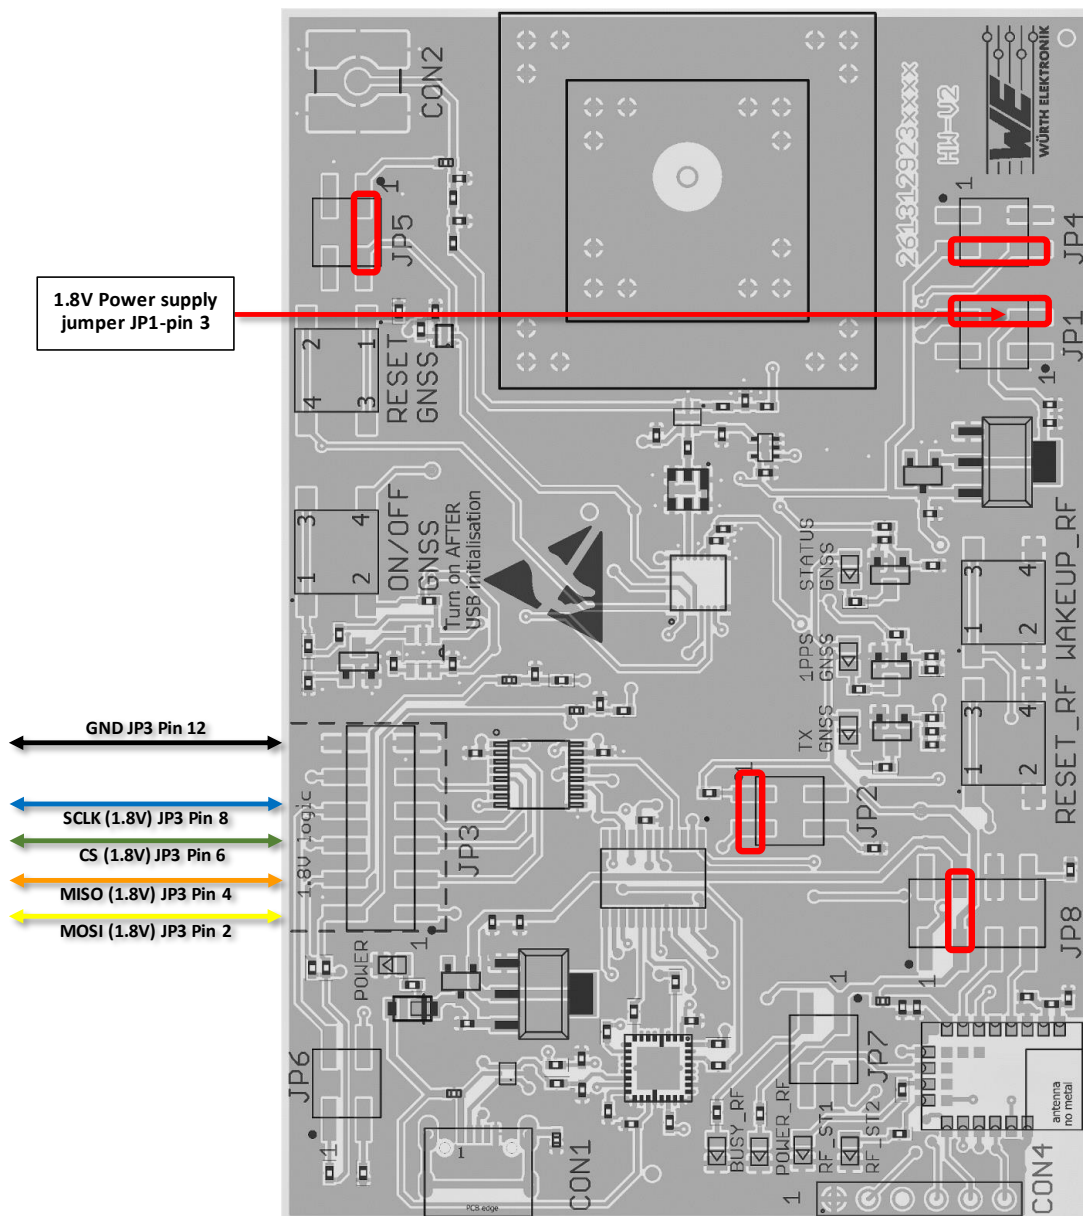 CON2
1
JP5
261312923xxxx
HW-V2
WE
WÜRTH ELEKTRONIK
1
JP4
1.8V Power supply
jumper JP1-pin 3
JP1
1
2
1
4
3
RESET
GNSS
3
4
1
2
ON/OFF
GNSS
Turn on AFTER
USB initialisation
STATUS
GNSS
1PPS
GNSS
TX
GNSS
3
4
1
2
WAKEUP_RF
3
4
1
2
RESET_RF
GND JP3 Pin 12
SCLK (1.8V) JP3 Pin 8
CS (1.8V) JP3 Pin 6
MISO (1.8V) JP3 Pin 4
MOSI (1.8V) JP3 Pin 2
1.8V logic
JP3
1
1
JP2
JP8
1
POWER
JP6
1
1
JP7
1
CON1
PCB edge
BUSY_RF
POWER_RF
RF_ST1
RF_ST2
antenna
no metal
1
CON4